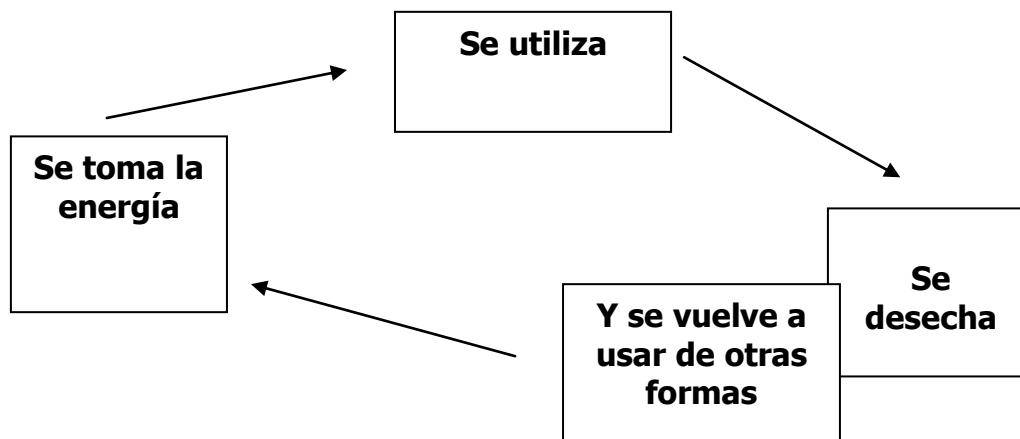 Se utiliza
Se toma la
energía
Se
desecha
Y se vuelve a
usar de otras
formas